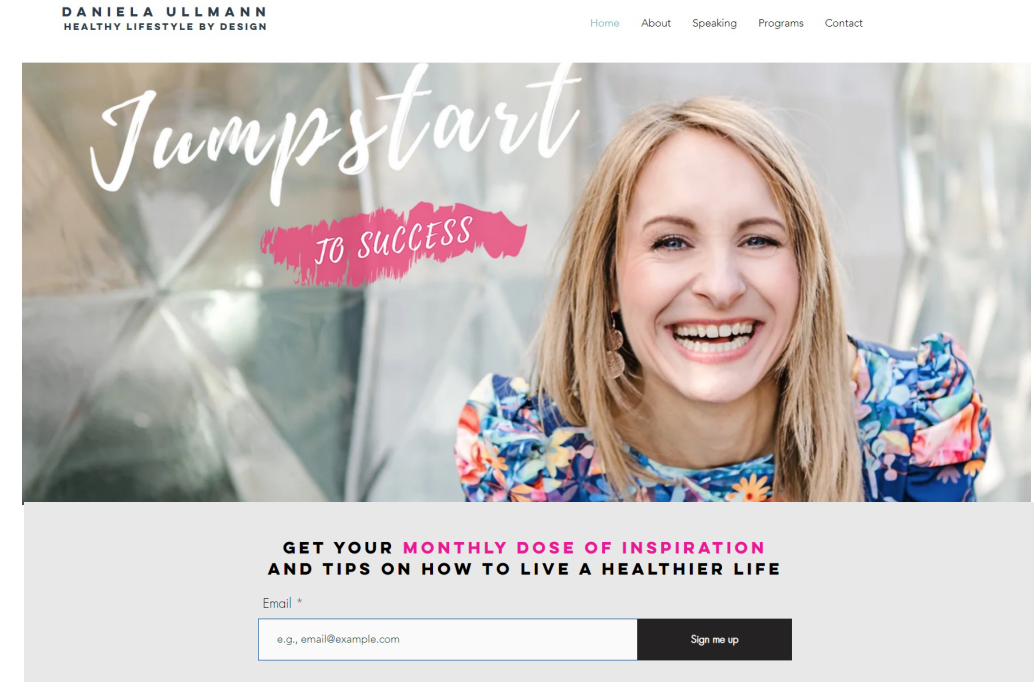 DANIELA ULLMANN
HEALTHY LIFESTYLE BY DESIGN
Home About Speaking Programs Contact
Jumpstart
TO SUCCESS
GET YOUR MONTHLY DOSE OF INSPIRATION
AND TIPS ON HOW TO LIVE A HEALTHIER LIFE
Email *
e.g., email@example.com Sign me up